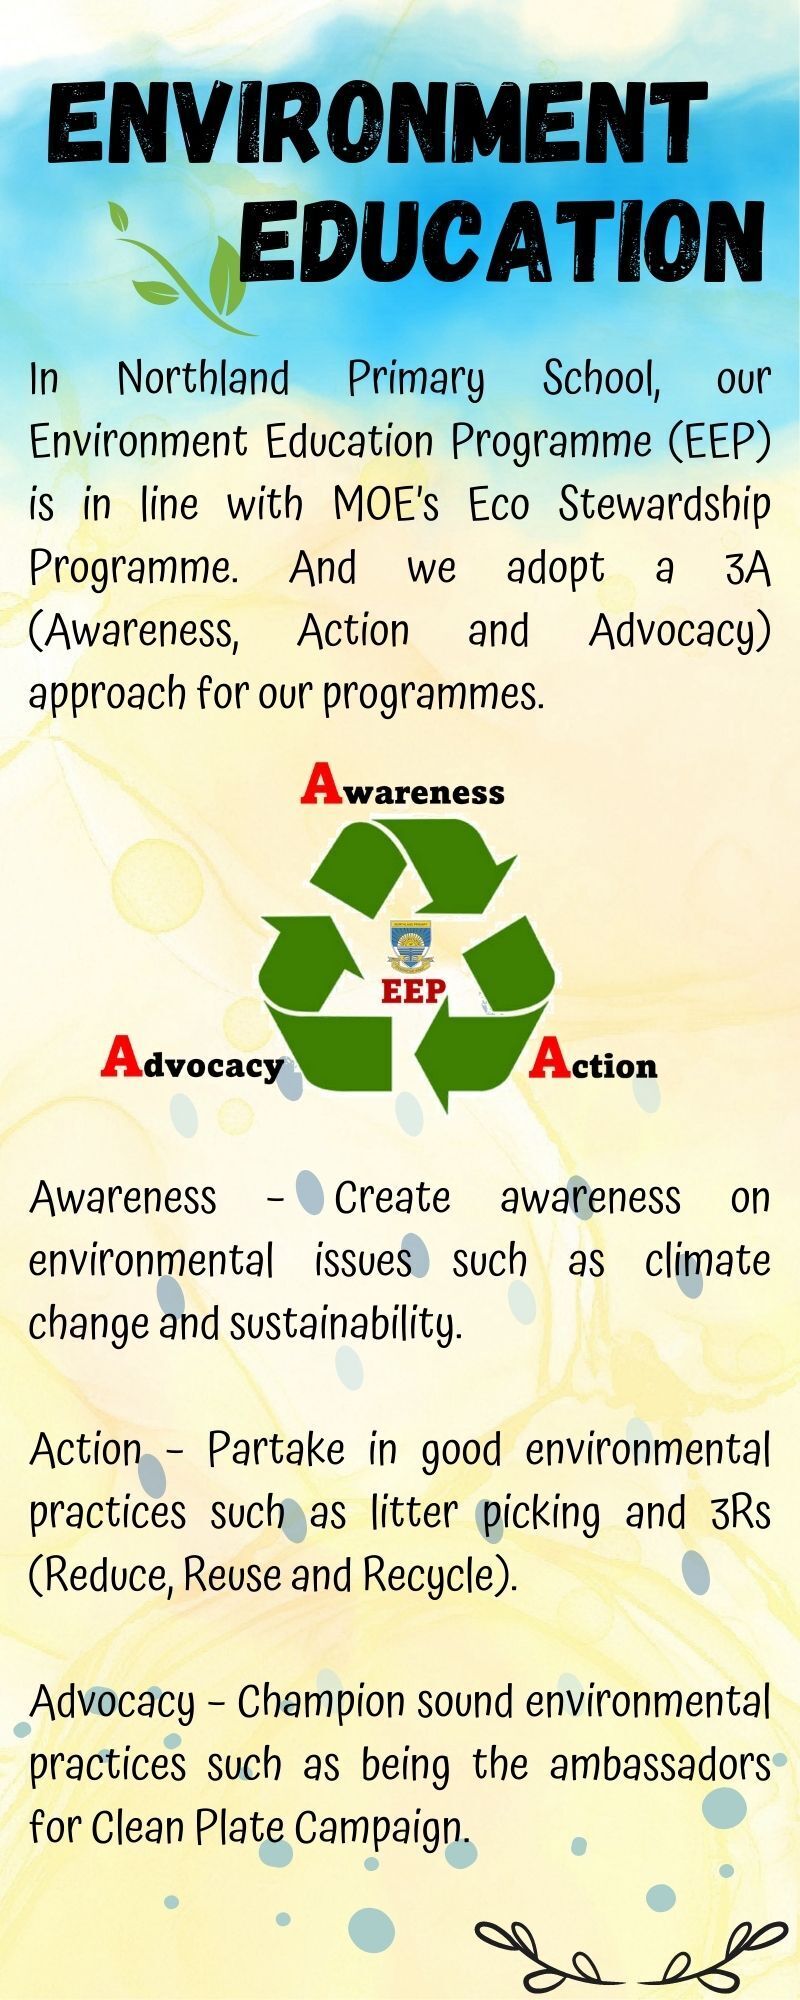 ENVIRONMENT
EDUCATION
In Northland Primary School, our
Environment Education Programme (EEP)
is in line with MOE's Eco Stewardship
Programme. And we adopt a 3A
(Awareness, Action and Advocacy)
approach for our programmes.
Awareness
EEP
Advocacy
Action
Awareness – Create awareness on
environmental issues such as climate
change and sustainability.
Action – Partake in good environmental
practices such as litter picking and 3Rs
(Reduce, Reuse and Recycle).
Advocacy – Champion sound environmental
practices such as being the ambassadors
for Clean Plate Campaign.